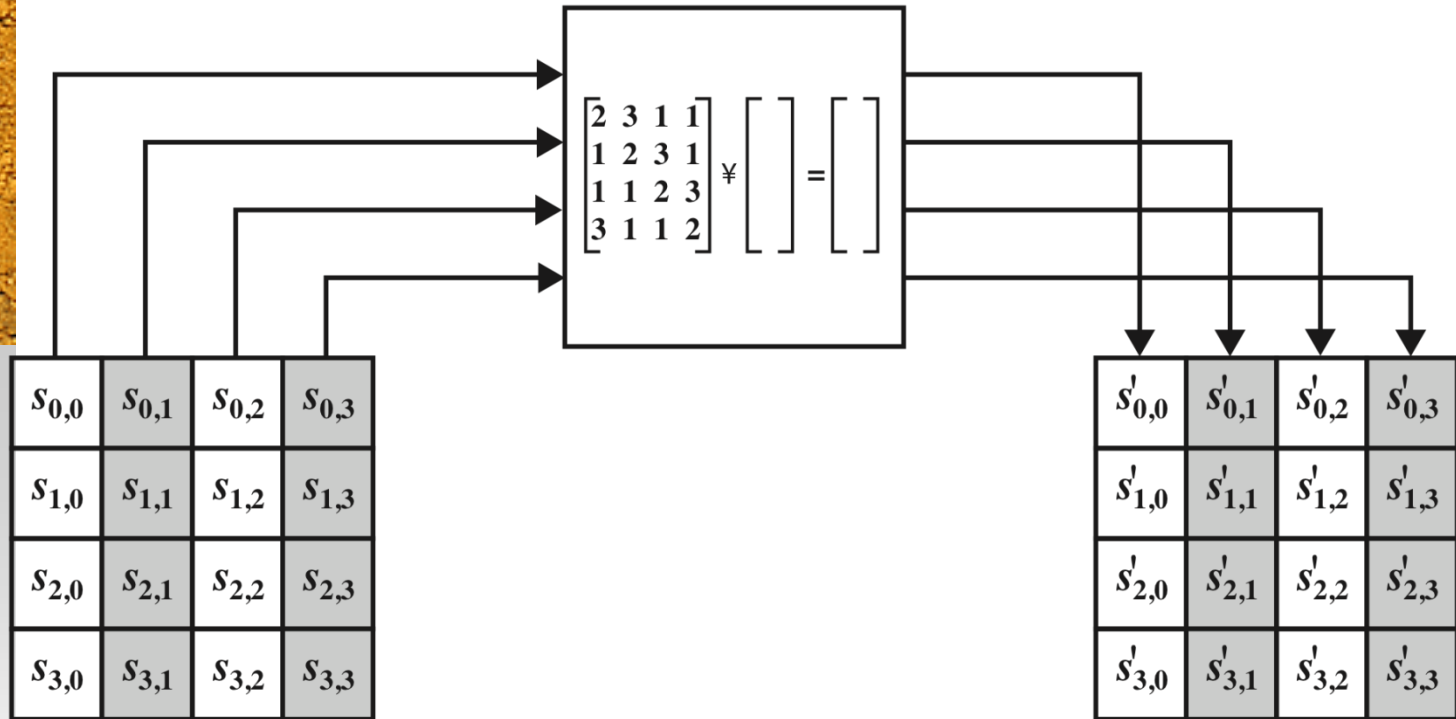 2 3 1 1
1 2 3 1
1 1 2 3
3 1 1 2
¥ =
s0,0 s0,1 s0,2 s0,3
s1,0 s1,1 s1,2 s1,3
s2,0 s2,1 s2,2 s2,3
s3,0 s3,1 s3,2 s3,3
s'0,0 s'0,1 s'0,2 s'0,3
s'1,0 s'1,1 s'1,2 s'1,3
s'2,0 s'2,1 s'2,2 s'2,3
s'3,0 s'3,1 s'3,2 s'3,3